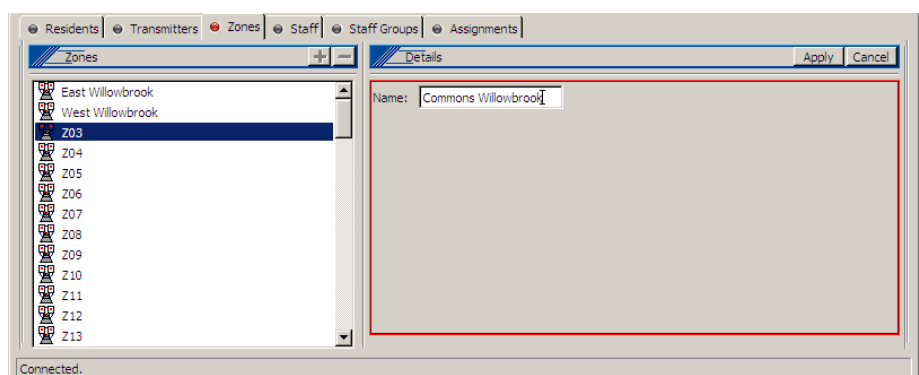 Residents Transmitters Zones Staff Staff Groups Assignments
Zones + −
Details Apply Cancel
East Willowbrook
West Willowbrook
Z03
Z04
Z05
Z06
Z07
Z08
Z09
Z10
Z11
Z12
Z13
Name: Commons Willowbrook
Connected.